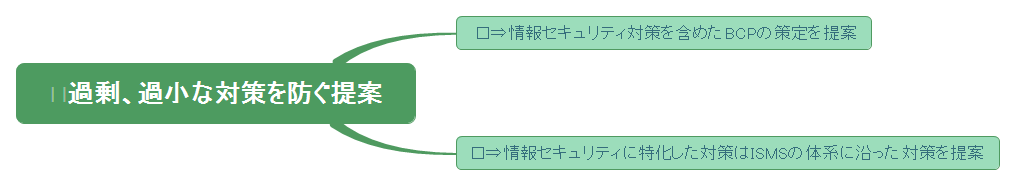 過剰、過小な対策を防ぐ提案
□⇒情報セキュリティ対策を含めたBCPの策定を提案
□⇒情報セキュリティに特化した対策はISMSの体系に沿った対策を提案